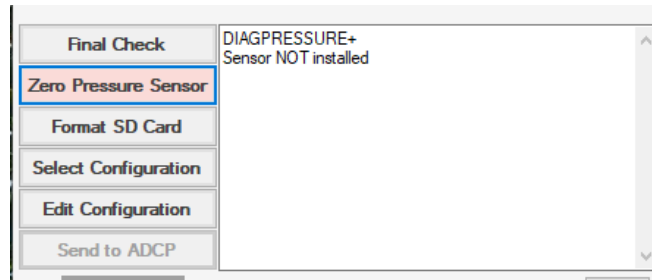 Final Check
Zero Pressure Sensor
Format SD Card
Select Configuration
Edit Configuration
Send to ADCP
DIAGPRESSURE+
Sensor NOT installed